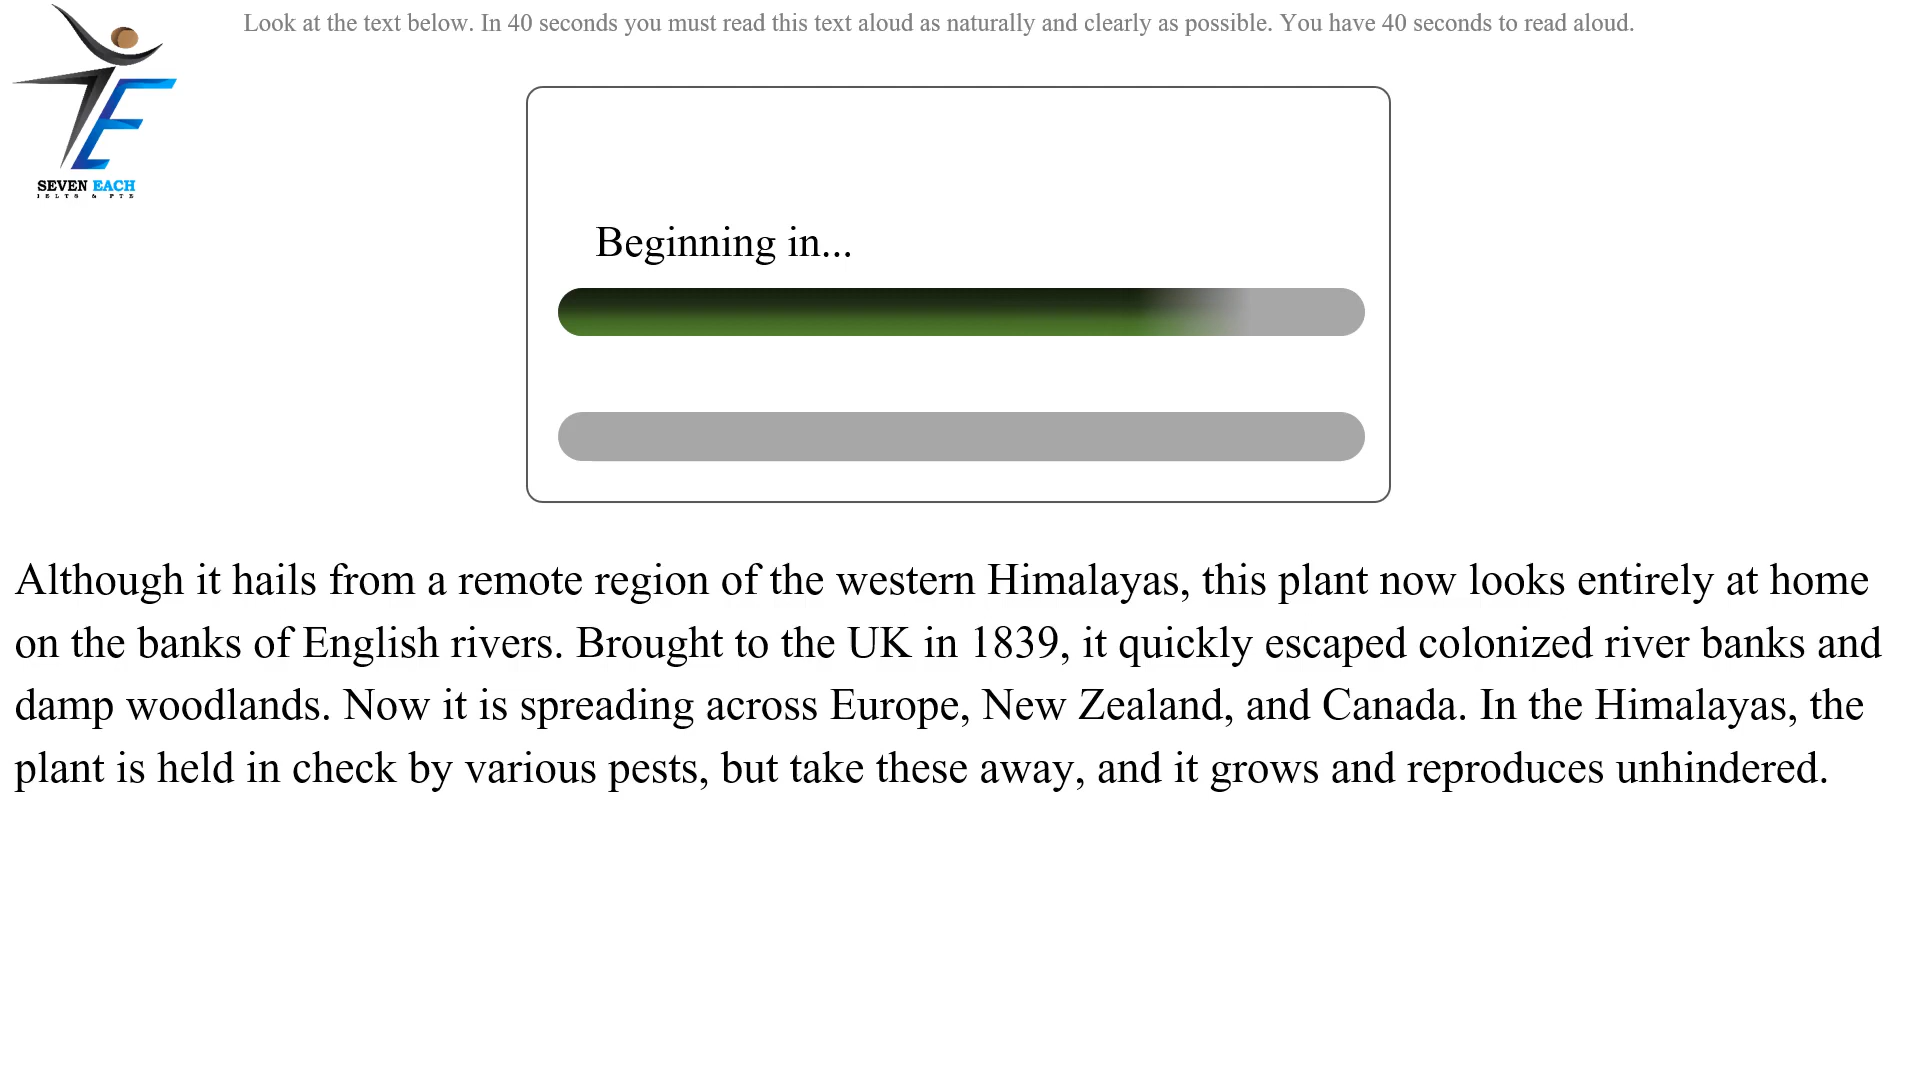 Look at the text below. In 40 seconds you must read this text aloud as naturally and clearly as possible. You have 40 seconds to read aloud.
SEVEN EACH
IELTS & PTE
Beginning in...
Although it hails from a remote region of the western Himalayas, this plant now looks entirely at home
on the banks of English rivers. Brought to the UK in 1839, it quickly escaped colonized river banks and
damp woodlands. Now it is spreading across Europe, New Zealand, and Canada. In the Himalayas, the
plant is held in check by various pests, but take these away, and it grows and reproduces unhindered.